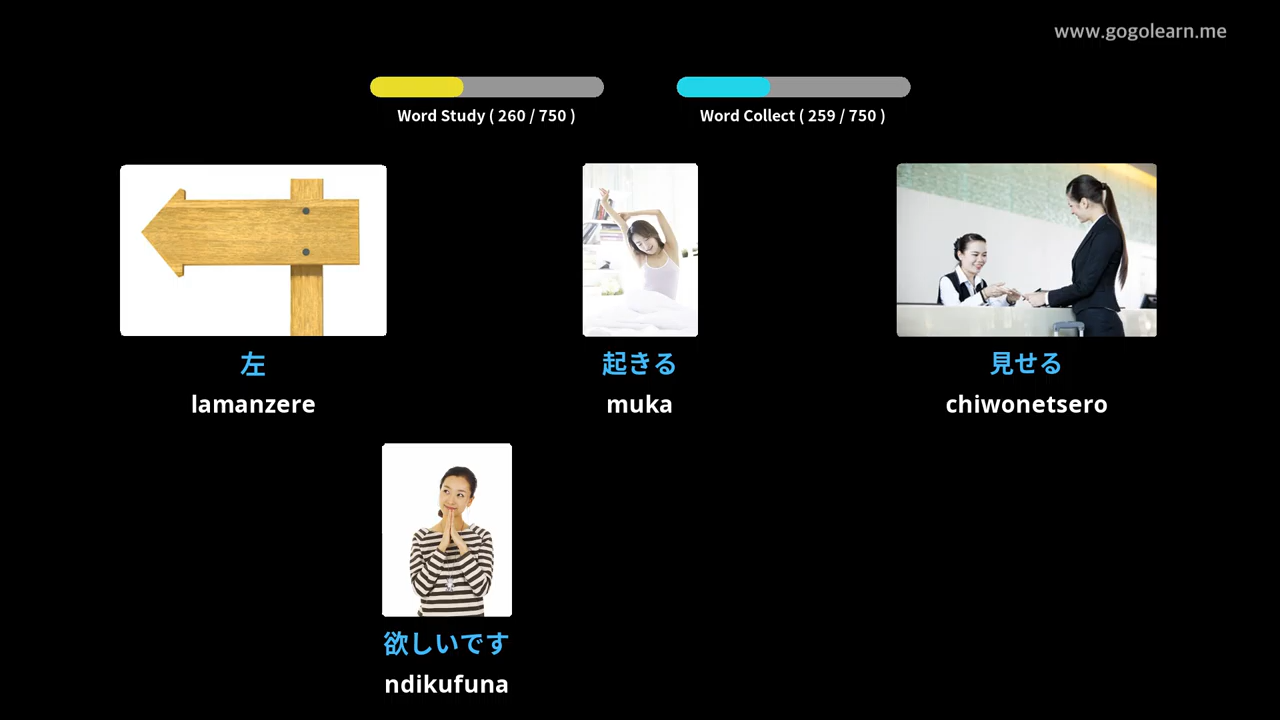 www.gogolearn.me
Word Study ( 260 / 750 )
Word Collect ( 259 / 750 )
左
lamanzere
起きる
muka
見せる
chiwonetsero
欲しいです
ndikufuna